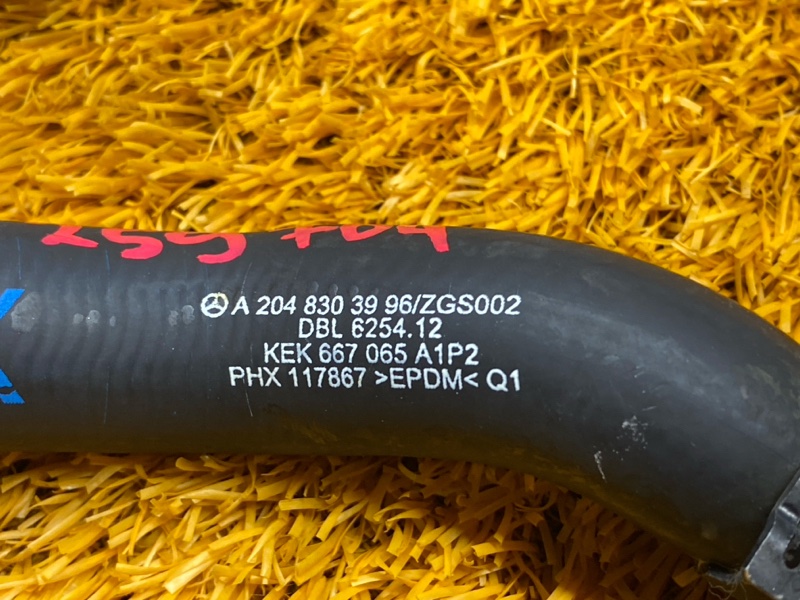 A 204 830 39 96/ZGS002
DBL 6254.12
KEK 667 065 A1P2
PHX 117867 >EPDM< Q1